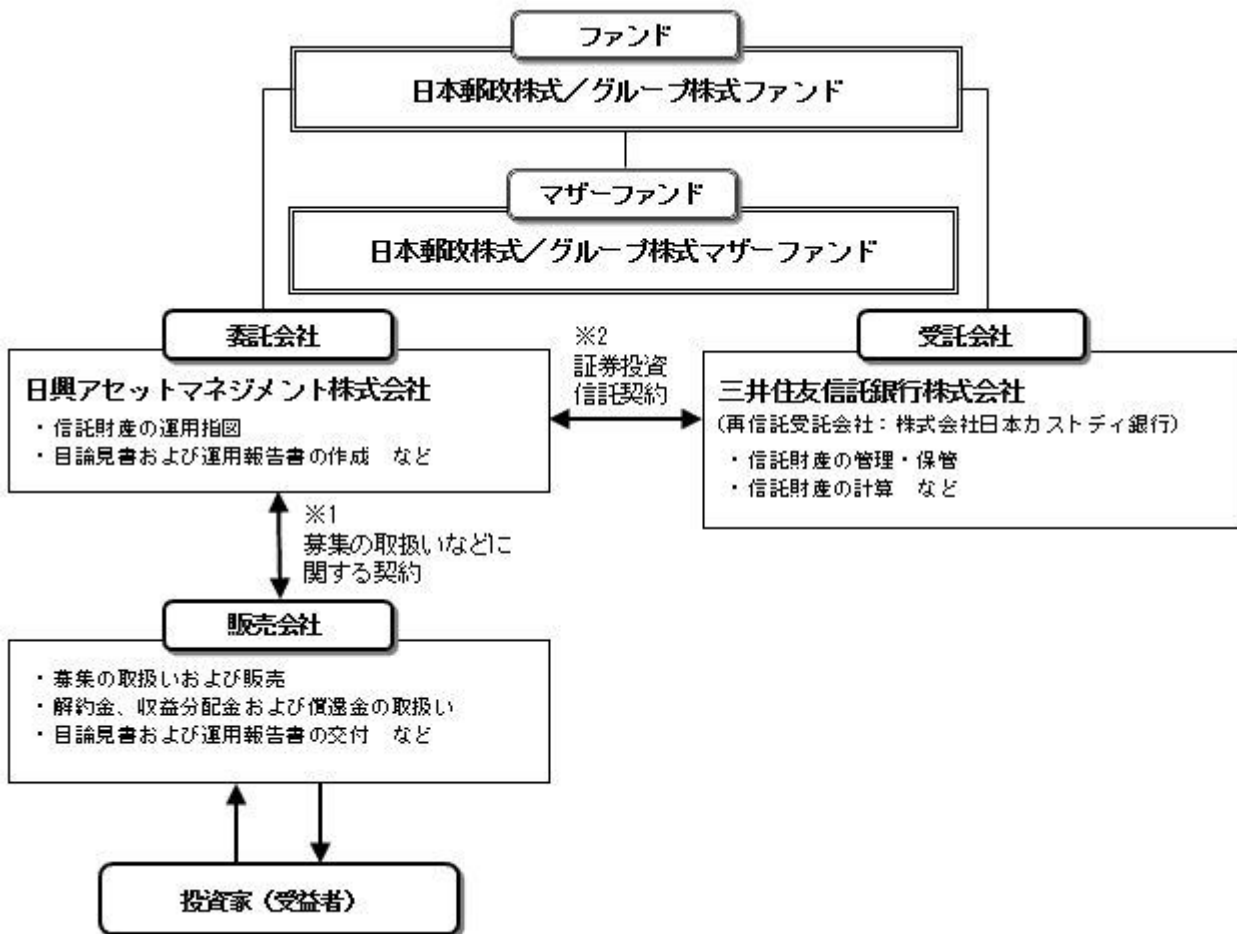 ファンド
日本郵政株式／グループ株式ファンド
マザーファンド
日本郵政株式／グループ株式マザーファンド
委託会社
日興アセットマネジメント株式会社
・信託財産の運用指図
・目論見書および運用報告書の作成　など
※2
証券投資
信託契約
受託会社
三井住友信託銀行株式会社
(再信託受託会社：株式会社日本カストディ銀行)
・信託財産の管理・保管
・信託財産の計算　など
※1
募集の取扱いなどに
関する契約
販売会社
・募集の取扱いおよび販売
・解約金、収益分配金および償還金の取扱い
・目論見書および運用報告書の交付　など
投資家（受益者）